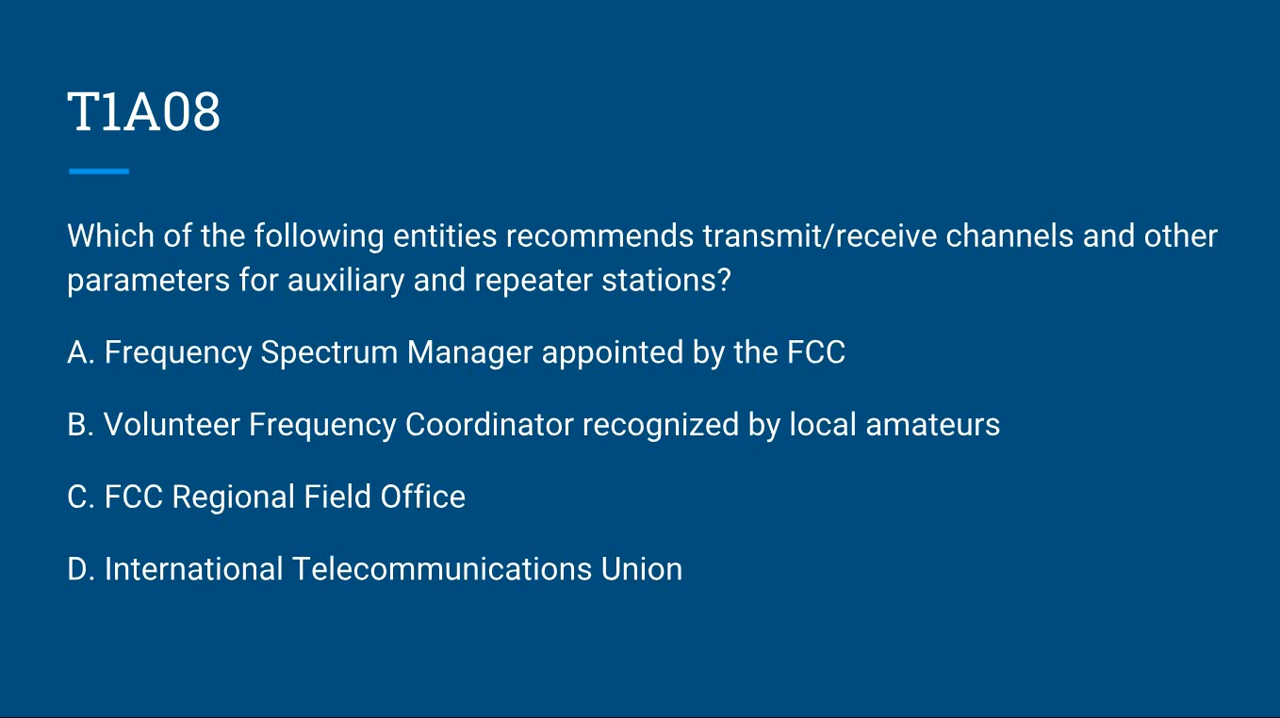 T1A08
Which of the following entities recommends transmit/receive channels and other
parameters for auxiliary and repeater stations?
A. Frequency Spectrum Manager appointed by the FCC
B. Volunteer Frequency Coordinator recognized by local amateurs
C. FCC Regional Field Office
D. International Telecommunications Union